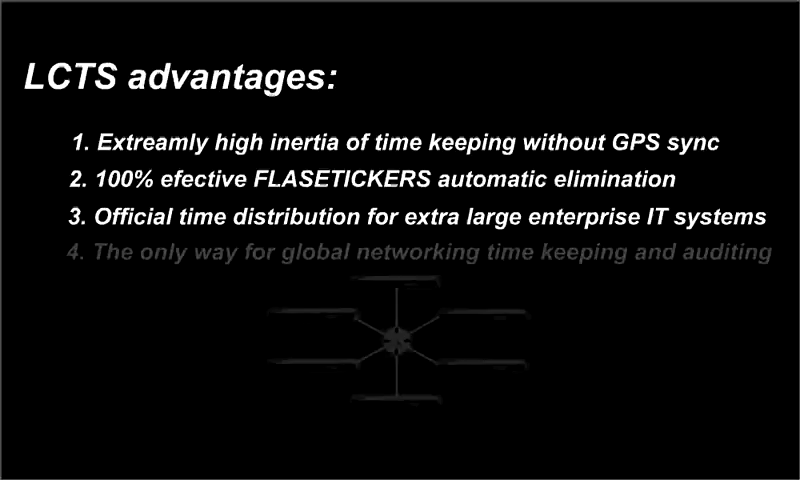 LCTS advantages:
1. Extreamly high inertia of time keeping without GPS sync
2. 100% efective FLASETICKERS automatic elimination
3. Official time distribution for extra large enterprise IT systems
4. The only way for global networking time keeping and auditing